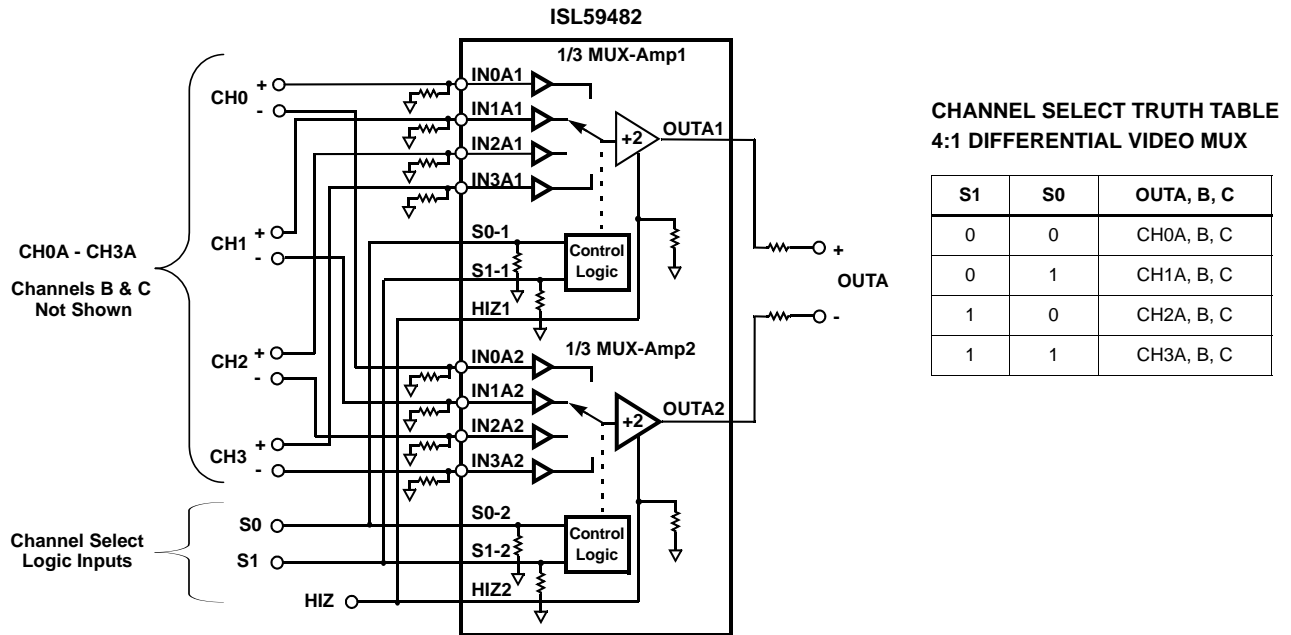 ISL59482
1/3 MUX-Amp1
CH0
+
-
IN0A1
IN1A1
IN2A1
IN3A1
+2
OUTA1
CH1
+
-
CH0A - CH3A
Channels B & C
Not Shown
S0-1
S1-1
Control
Logic
HIZ1
+
OUTA
-
1/3 MUX-Amp2
CH2
+
-
IN0A2
IN1A2
IN2A2
IN3A2
+2
OUTA2
CH3
+
-
Channel Select
Logic Inputs
S0
S1
S0-2
S1-2
Control
Logic
HIZ
HIZ2
CHANNEL SELECT TRUTH TABLE
4:1 DIFFERENTIAL VIDEO MUX
S1 S0 OUTA, B, C
0 0 CH0A, B, C
0 1 CH1A, B, C
1 0 CH2A, B, C
1 1 CH3A, B, C